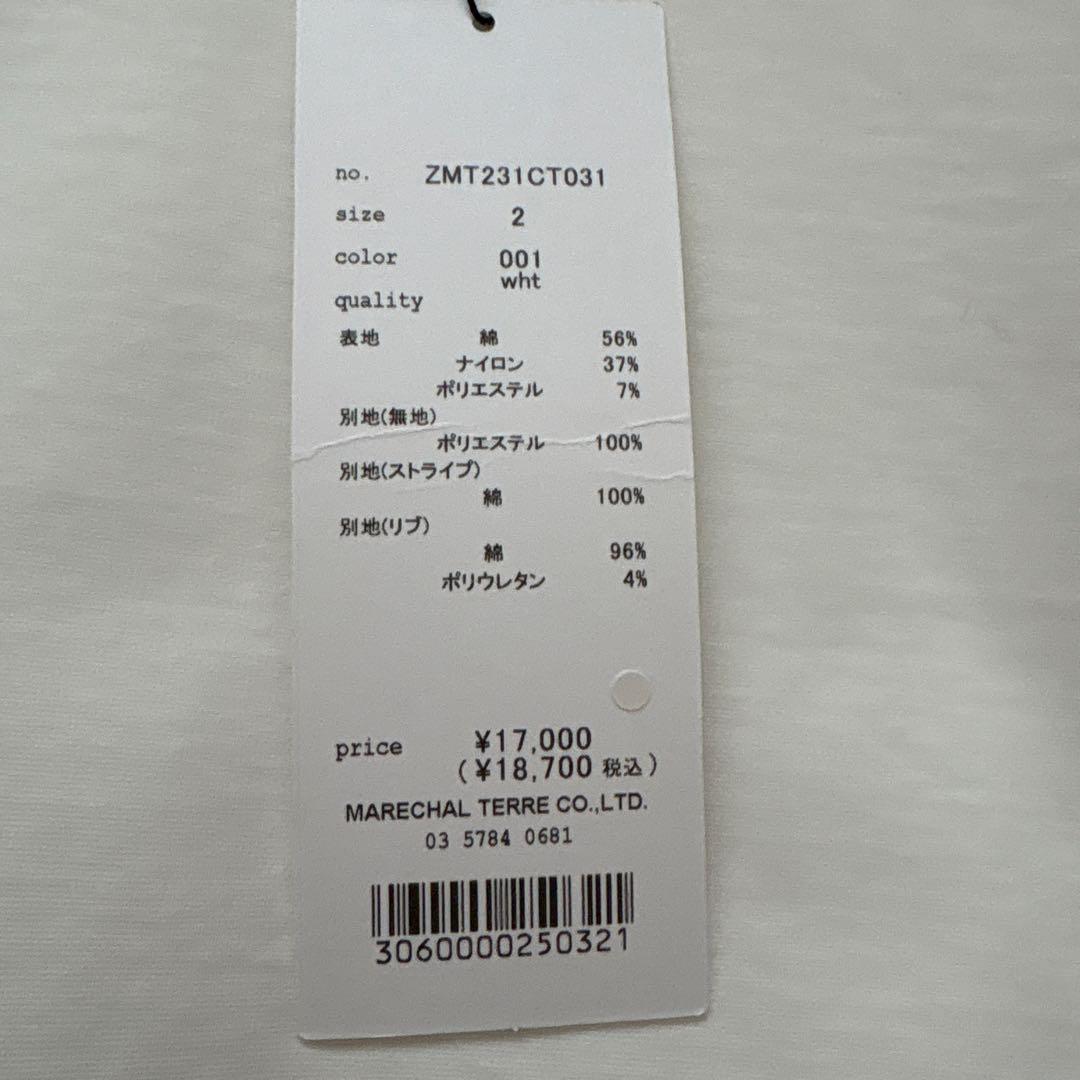 no. ZMT231CT031
size 2
color 001
wht
quality
表地 綿 56%
ナイロン 37%
ポリエステル 7%
別地(無地)
ポリエステル 100%
別地(ストライプ)
綿 100%
別地(リブ)
綿 96%
ポリウレタン 4%
price ¥17,000
(¥18,700 税込)
MARECHAL TERRE CO.,LTD.
03 5784 0681
3060000250321